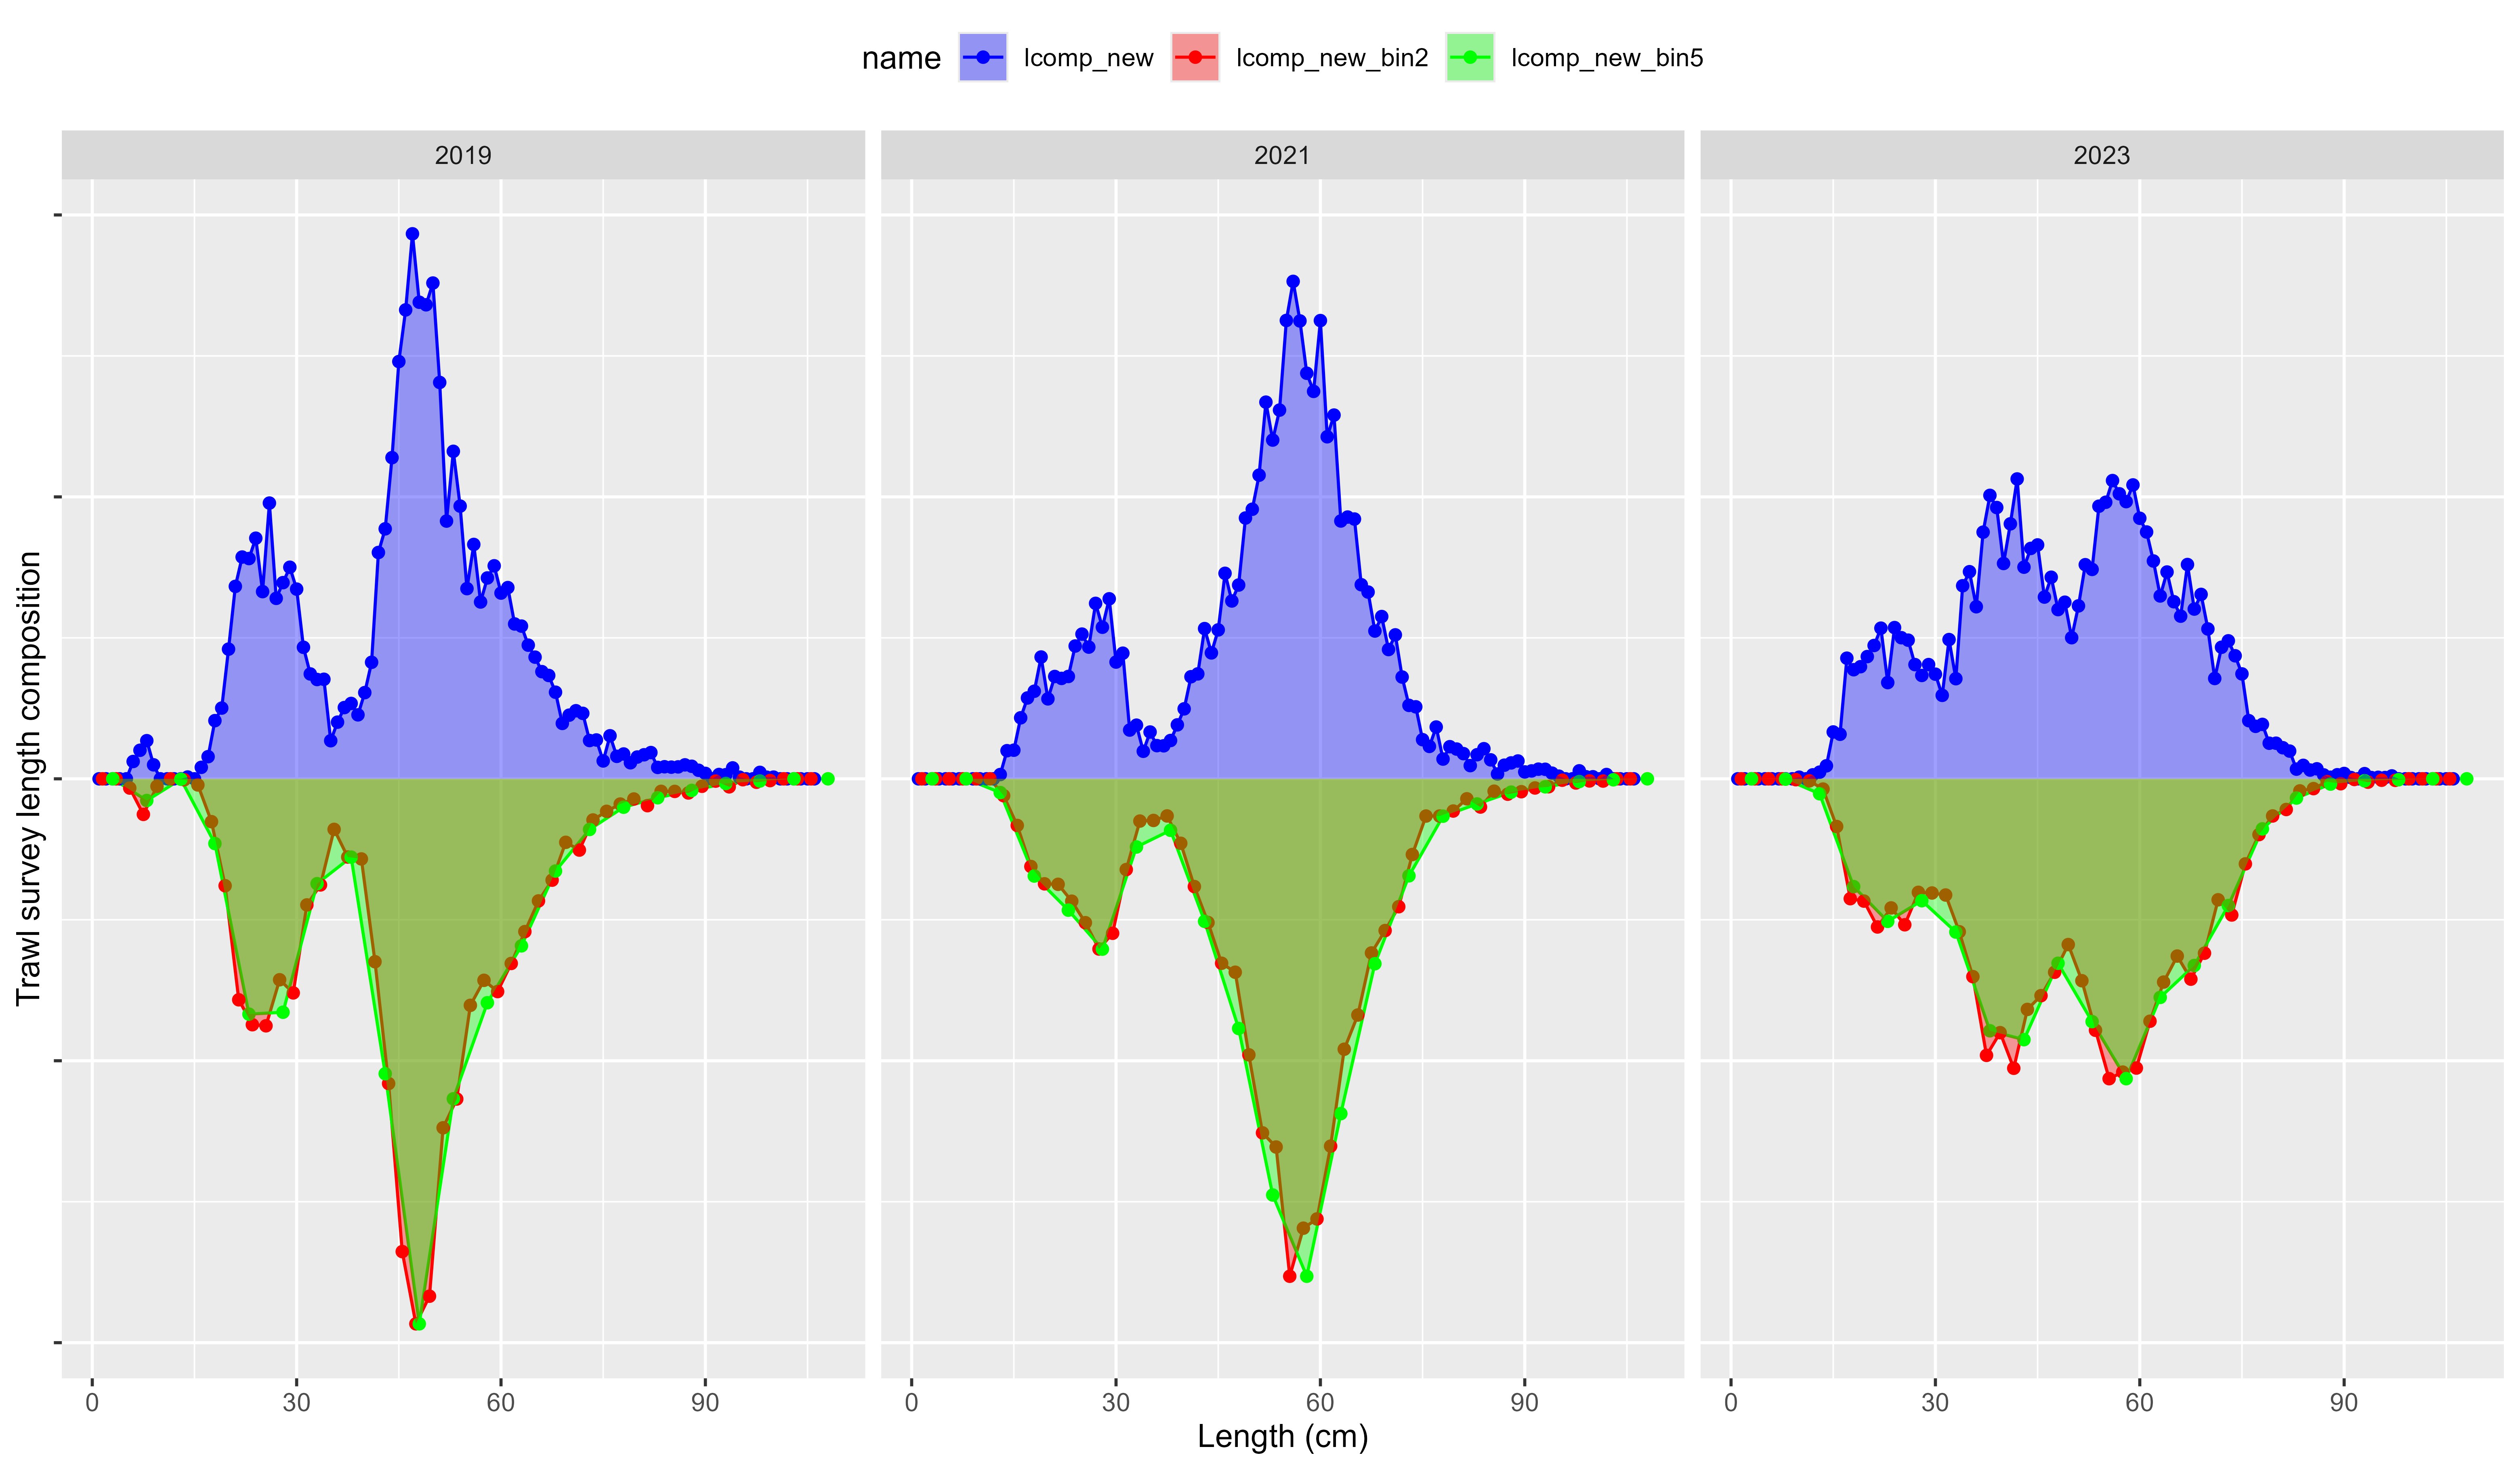 name lcomp_new lcomp_new_bin2 lcomp_new_bin5
2019 2021 2023
Trawl survey length composition
0 30 60 90 0 30 60 90 0 30 60 90
Length (cm)